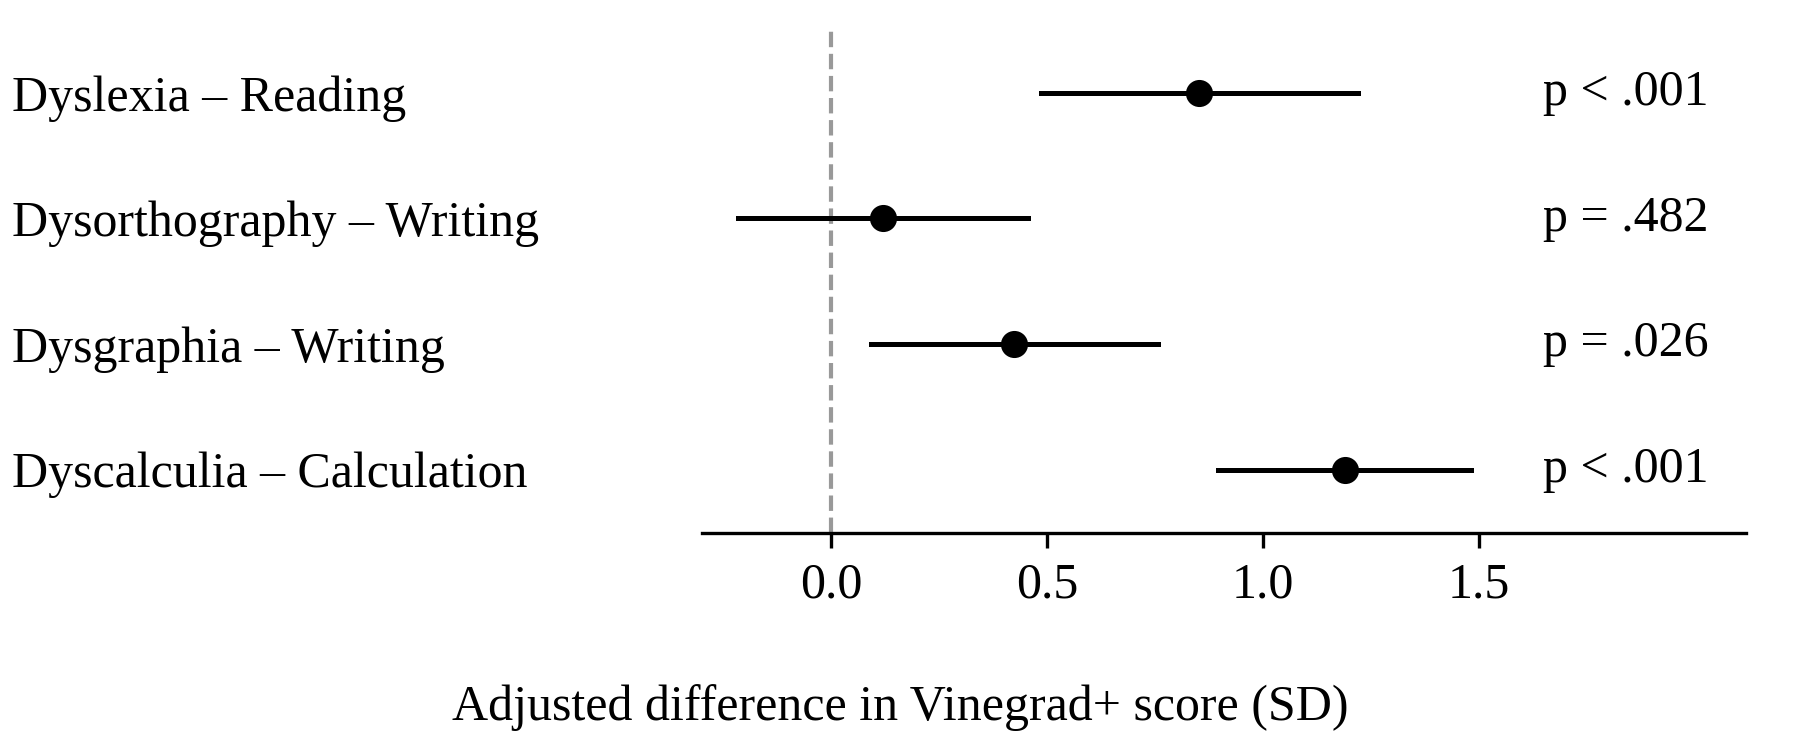 Dyslexia – Reading p < .001
Dysorthography – Writing p = .482
Dysgraphia – Writing p = .026
Dyscalculia – Calculation p < .001
0.0 0.5 1.0 1.5
Adjusted difference in Vinegrad+ score (SD)